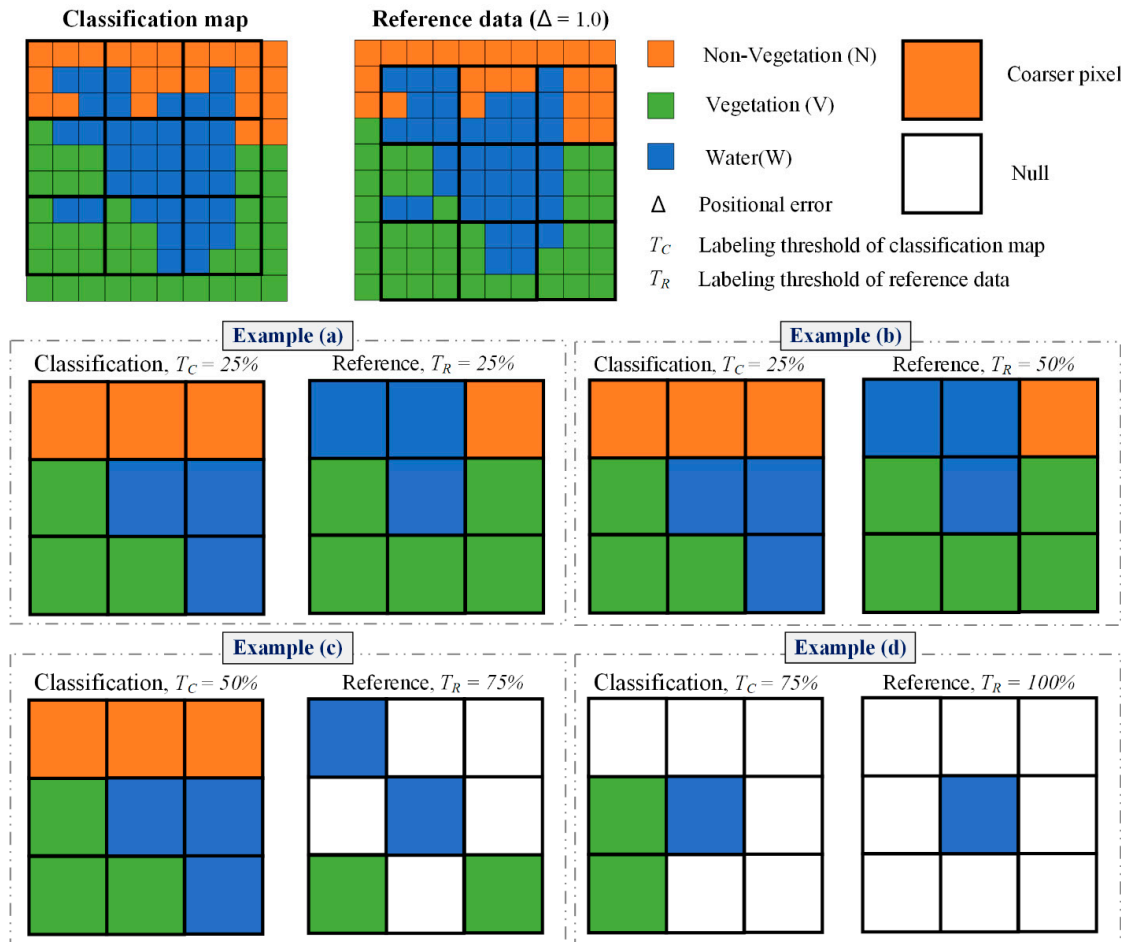 Classification map
Reference data (Δ = 1.0)
Non-Vegetation (N)
Vegetation (V)
Water(W)
Δ Positional error
T_C Labeling threshold of classification map
T_R Labeling threshold of reference data
Coarser pixel
Null
Example (a)
Classification, T_C = 25%
Reference, T_R = 25%
Example (b)
Classification, T_C = 25%
Reference, T_R = 50%
Example (c)
Classification, T_C = 50%
Reference, T_R = 75%
Example (d)
Classification, T_C = 75%
Reference, T_R = 100%